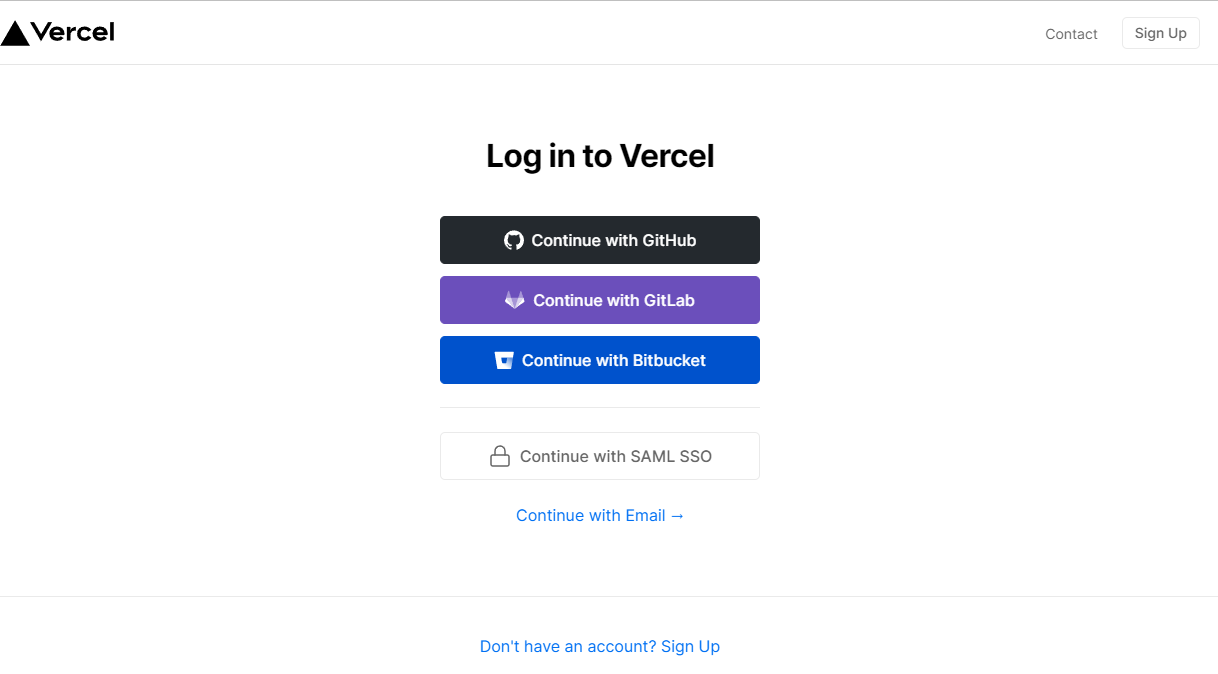 Vercel
Contact
Sign Up
Log in to Vercel
Continue with GitHub
Continue with GitLab
Continue with Bitbucket
Continue with SAML SSO
Continue with Email →
Don't have an account? Sign Up